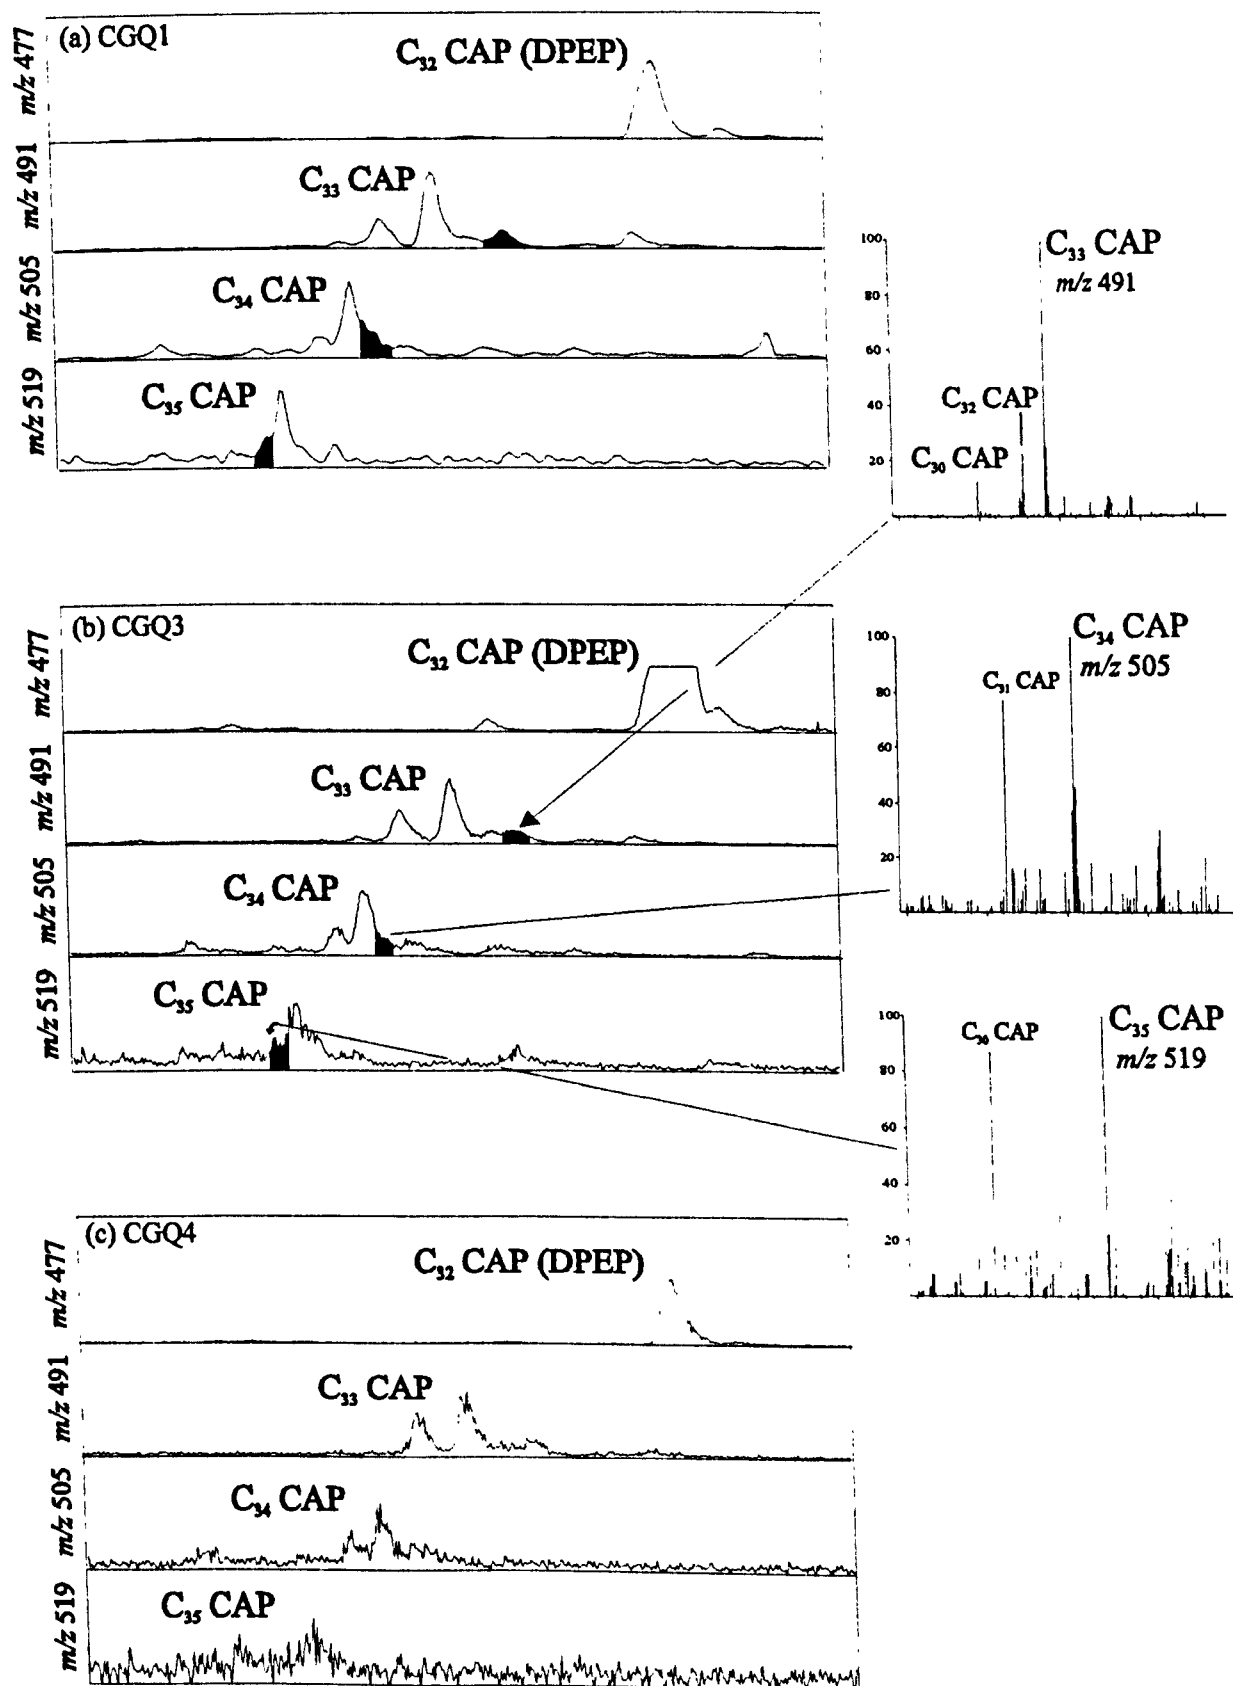 (a) CGQ1
m/z 477
C₃₂ CAP (DPEP)
m/z 491
C₃₃ CAP
m/z 505
C₃₄ CAP
m/z 519
C₃₅ CAP
100
80
60
40
20
C₃₃ CAP
m/z 491
C₃₂ CAP
C₃₀ CAP
(b) CGQ3
m/z 477
C₃₂ CAP (DPEP)
m/z 491
C₃₃ CAP
m/z 505
C₃₄ CAP
m/z 519
C₃₅ CAP
100
80
60
40
20
C₃₄ CAP
m/z 505
C₃₁ CAP
100
80
60
40
20
C₃₅ CAP
m/z 519
C₃₀ CAP
(c) CGQ4
m/z 477
C₃₂ CAP (DPEP)
m/z 491
C₃₃ CAP
m/z 505
C₃₄ CAP
m/z 519
C₃₅ CAP